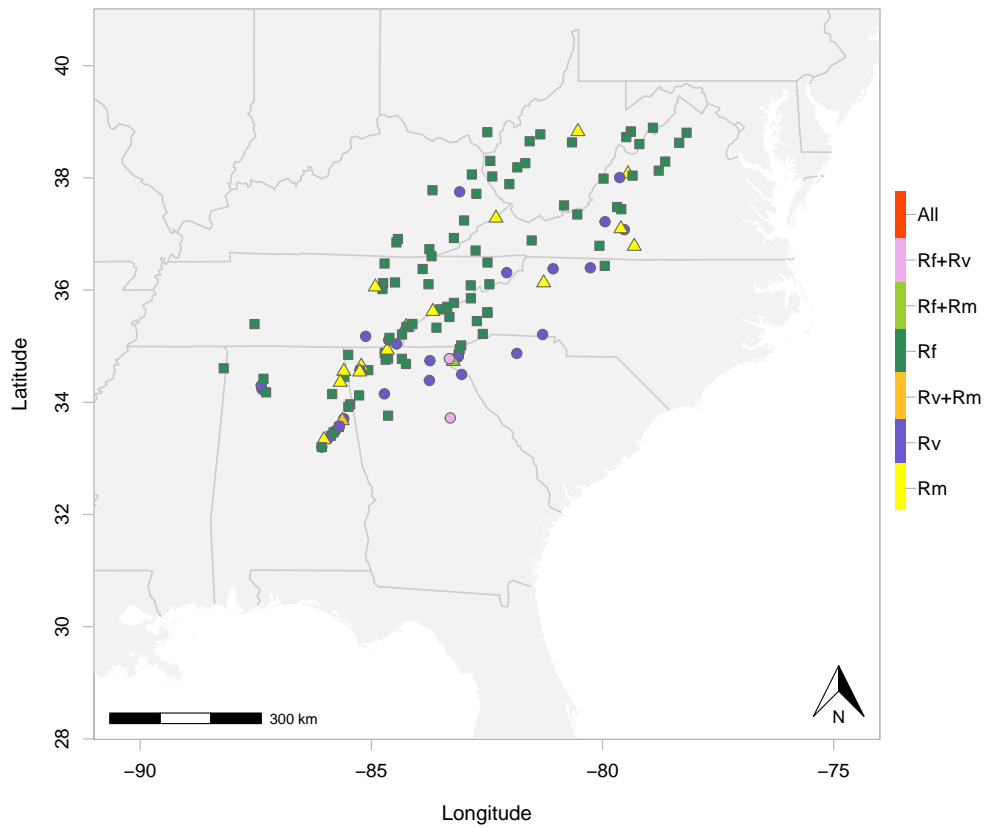 40
38
36
34
32
30
28
Latitude
−90
−85
−80
−75
Longitude
300 km
N
All
Rf+Rv
Rf+Rm
Rf
Rv+Rm
Rv
Rm